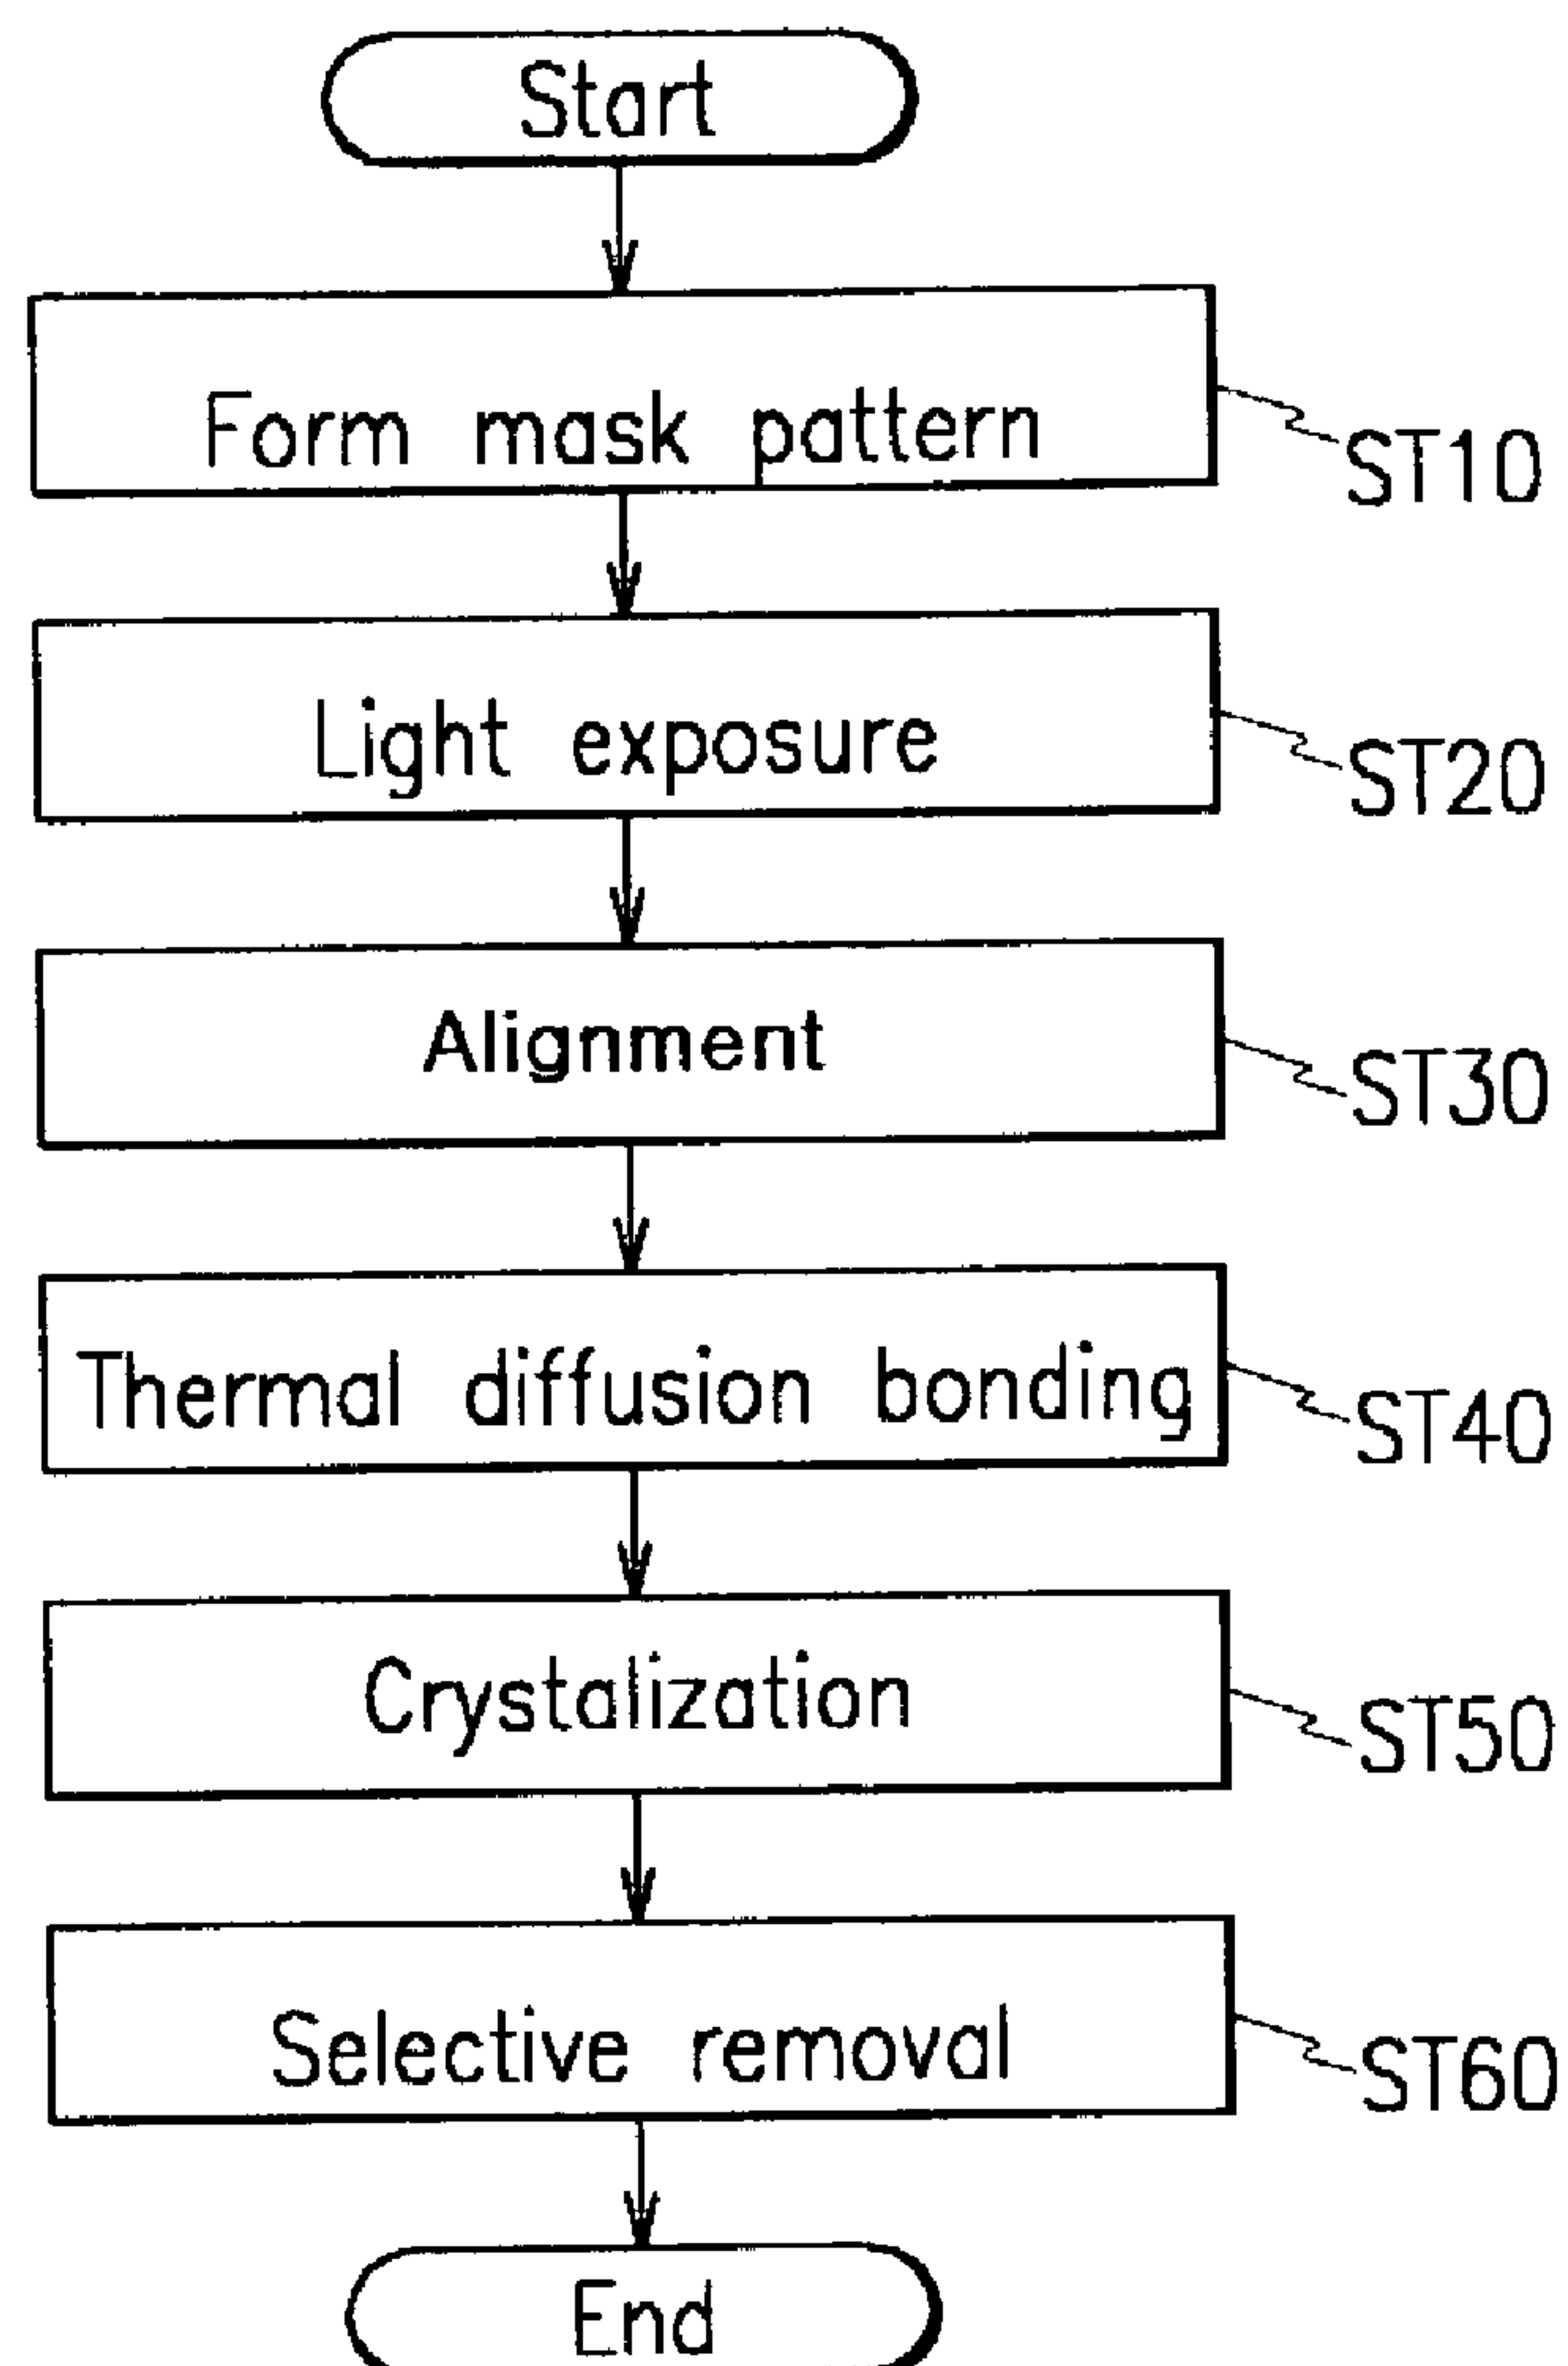 Start
Form mask pattern
ST10
Light exposure
ST20
Alignment
ST30
Thermal diffusion bonding
ST40
Crystalization
ST50
Selective removal
ST60
End